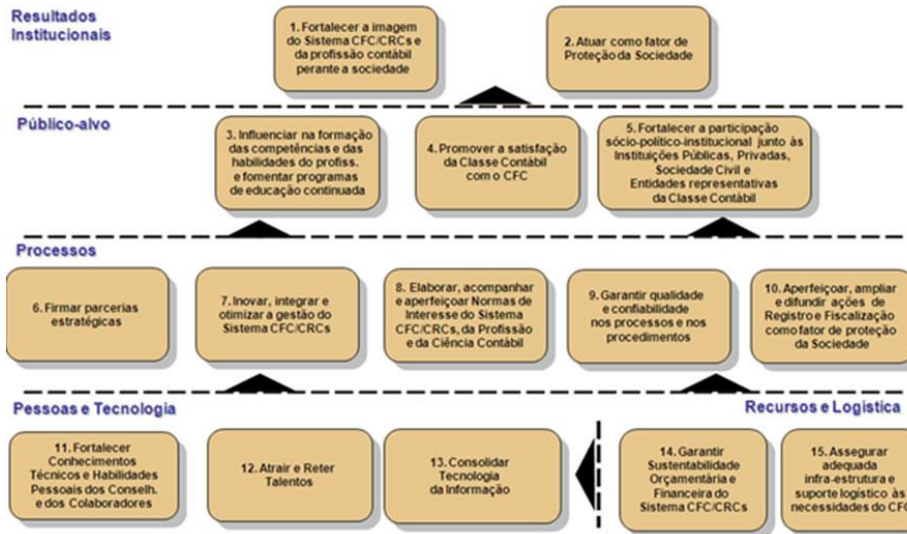 Resultados
Institucionais
1. Fortalecer a imagem
do Sistema CFC/CRCs e
da profissão contábil
perante a sociedade
2. Atuar como fator de
Proteção da Sociedade
Público-alvo
3. Influenciar na formação
das competências e das
habilidades do profiss.
e fomentar programas
de educação continuada
4. Promover a satisfação
da Classe Contábil
com o CFC
5. Fortalecer a participação
sócio-político-institucional junto às
Instituições Públicas, Privadas,
Sociedade Civil e
Entidades representativas
da Classe Contábil
Processos
6. Firmar parcerias
estratégicas
7. Inovar, integrar e
otimizar a gestão do
Sistema CFC/CRCs
8. Elaborar, acompanhar
e aperfeiçoar Normas de
Interesse do Sistema
CFC/CRCs, da Profissão
e da Ciência Contábil
9. Garantir qualidade
e confiabilidade
nos processos e nos
procedimentos
10. Aperfeiçoar, ampliar
e difundir ações de
Registro e Fiscalização
como fator de proteção
da Sociedade
Pessoas e Tecnologia
Recursos e Logística
11. Fortalecer
Conhecimentos
Técnicos e Habilidades
Pessoais dos Conselh.
e dos Colaboradores
12. Atrair e Reter
Talentos
13. Consolidar
Tecnologia
da Informação
14. Garantir
Sustentabilidade
Orçamentária e
Financeira do
Sistema CFC/CRCs
15. Assegurar
adequada
infra-estrutura e
suporte logístico às
necesidades do CFC